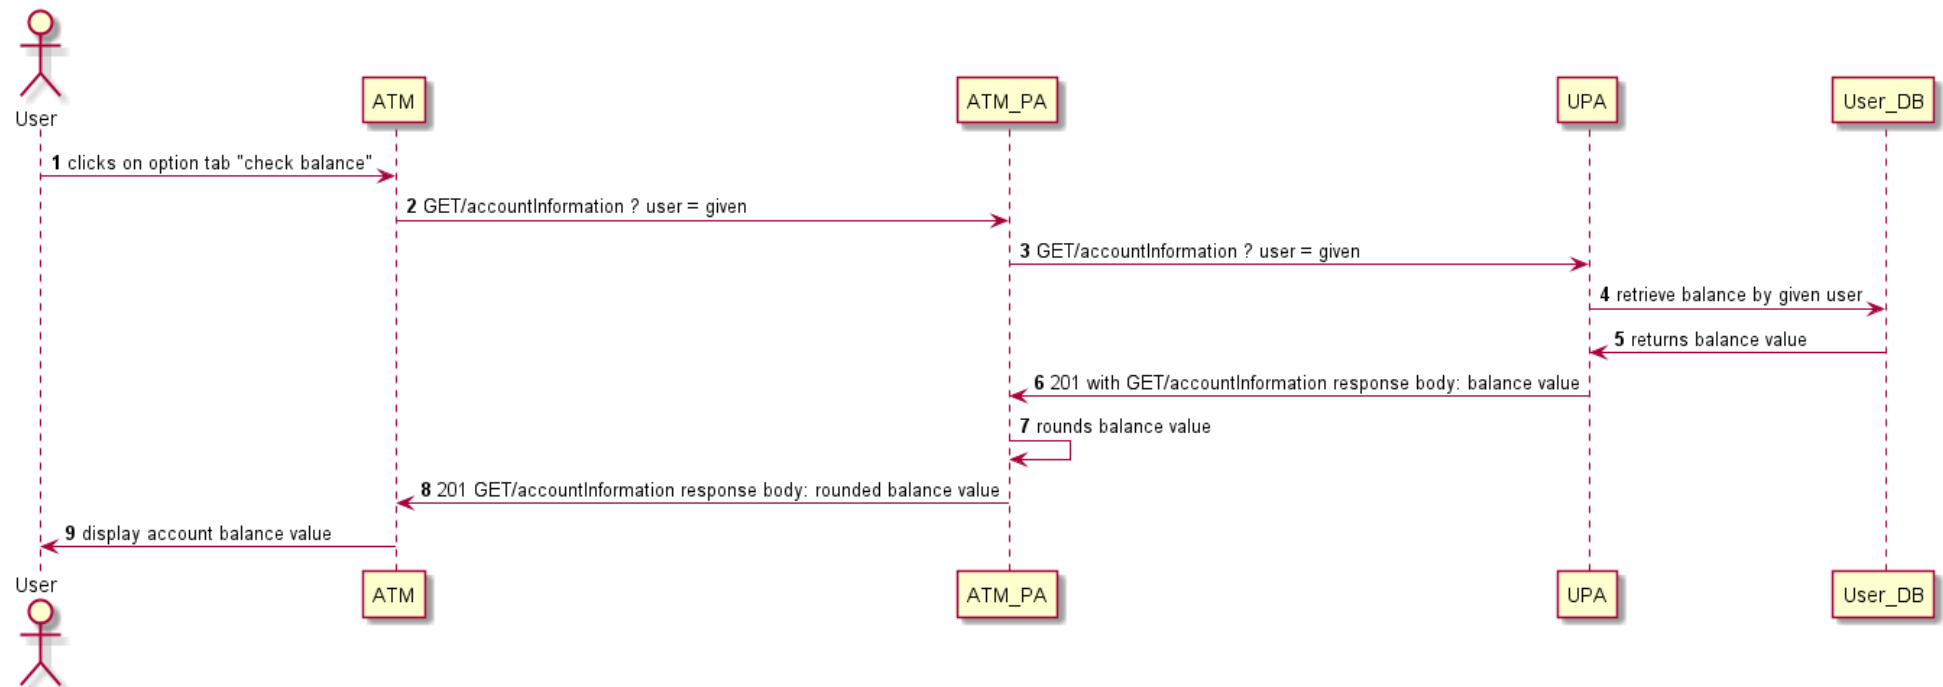 User
ATM
ATM_PA
UPA
User_DB
1 clicks on option tab "check balance"
2 GET/accountInformation ? user = given
3 GET/accountInformation ? user = given
4 retrieve balance by given user
5 returns balance value
6 201 with GET/accountInformation response body: balance value
7 rounds balance value
8 201 GET/accountInformation response body: rounded balance value
9 display account balance value
User
ATM
ATM_PA
UPA
User_DB